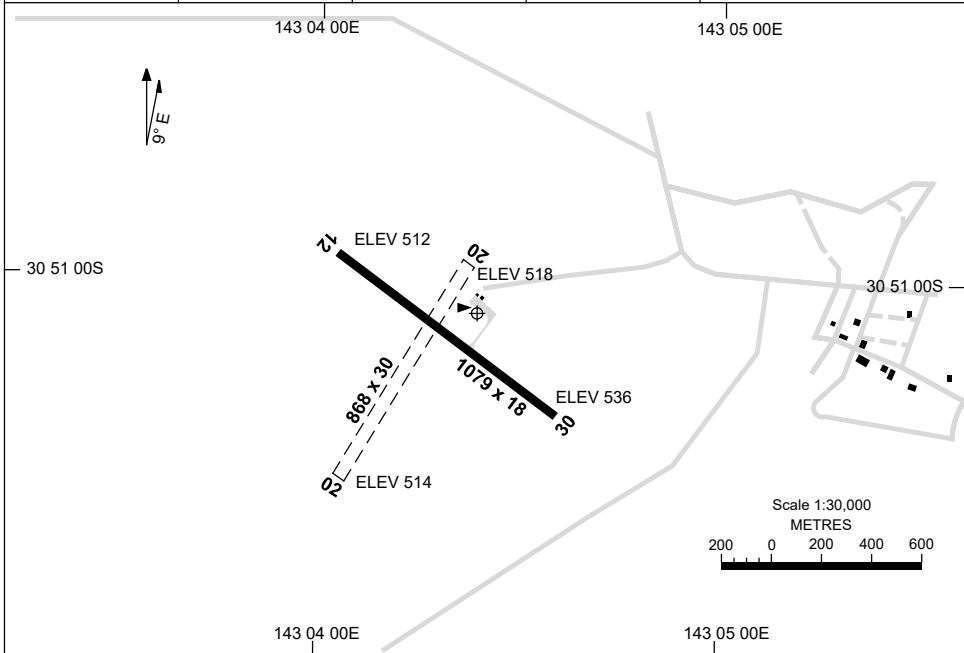 143 04 00E
143 05 00E
9° E
12
ELEV 512
20
ELEV 518
30 51 00S
30 51 00S
868 x 30
1079 x 18
ELEV 536
30
02
ELEV 514
Scale 1:30,000
METRES
200 0 200 400 600
143 04 00E
143 05 00E